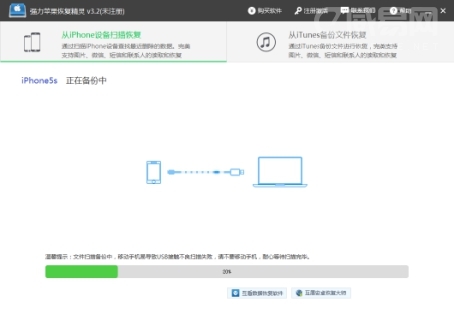 强力苹果恢复精灵 v3.2(未注册)
购买软件 注册激活 联系我们 帮助
从iPhone设备扫描恢复
通过扫描iPhone设备查找最近删除的数据。完美
支持图片、微信、短信和联系人的读取和恢复
从iTunes备份文件恢复
通过iTunes备份文件进行恢复，完美支持
图片、微信、短信和联系人的读取和恢复
iPhone5s 正在备份中
温馨提示：文件扫描备份中，移动手机易导致USB接触不良扫描失败，请不要移动手机，耐心等待扫描完毕。
20%
互盾数据恢复软件 互盾安卓恢复大师